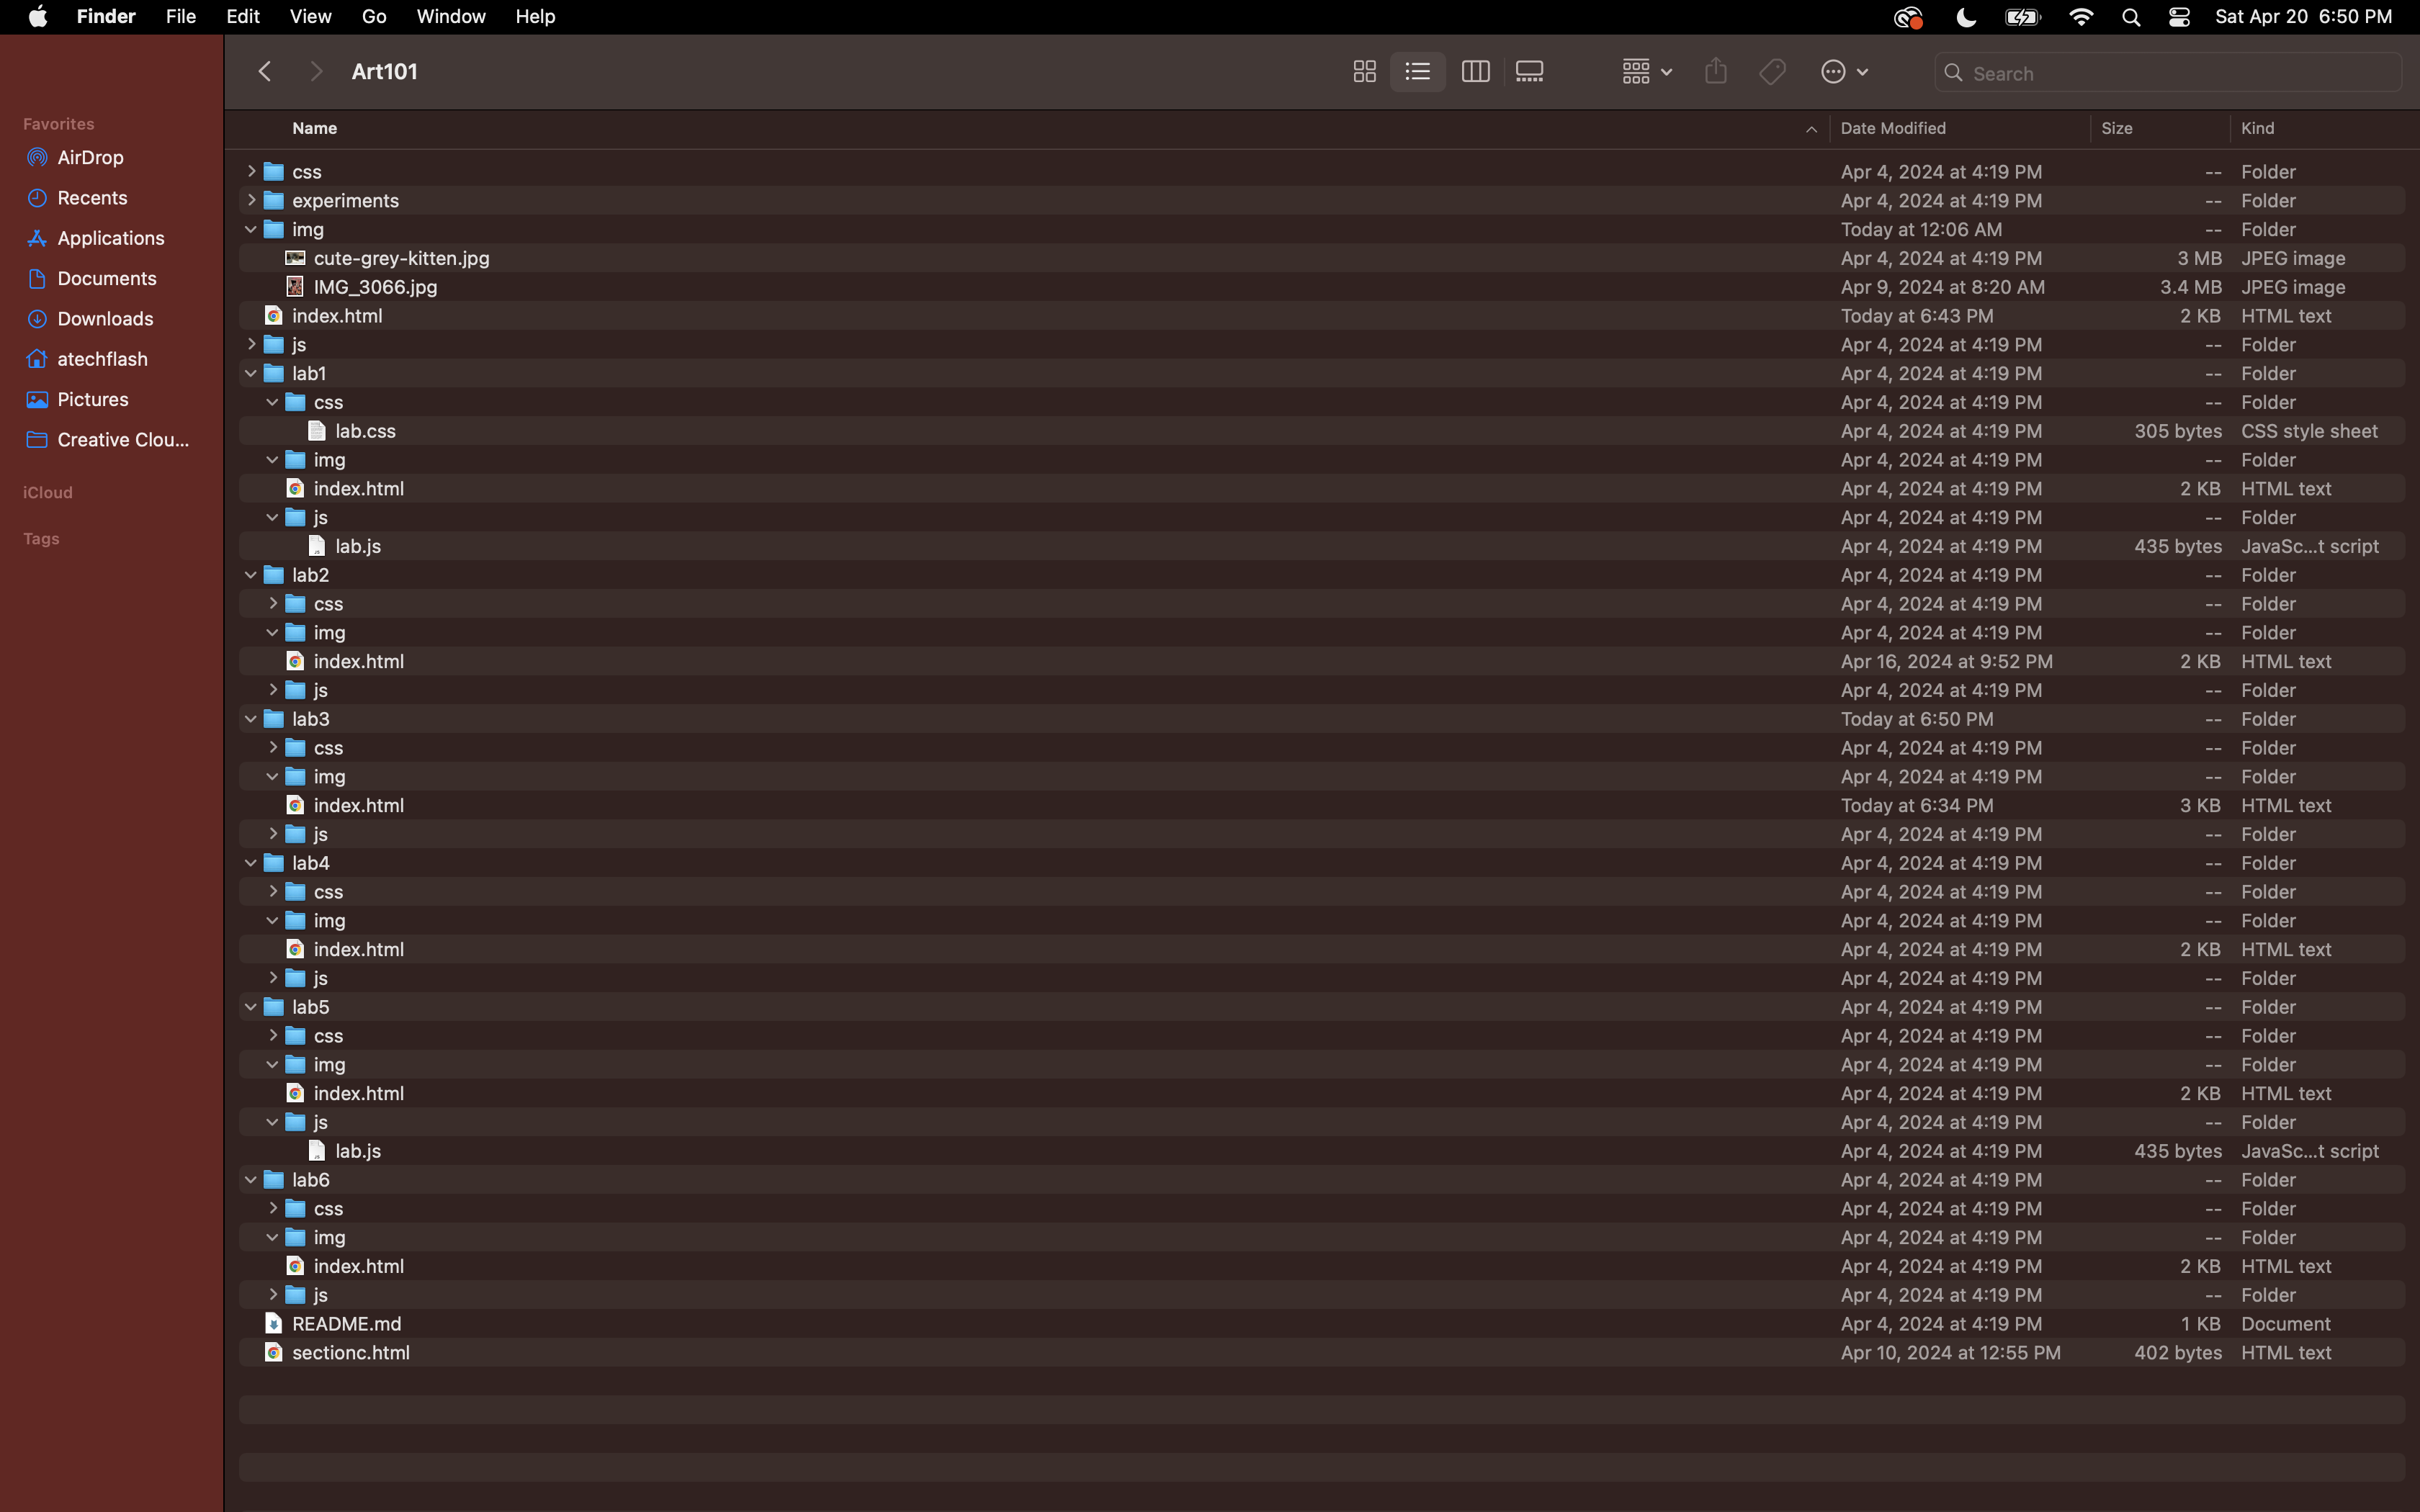 Finder File Edit View Go Window Help Sat Apr 20 6:50 PM
Art101 Search
Favorites
AirDrop
Recents
Applications
Documents
Downloads
atechflash
Pictures
Creative Clou...
iCloud
Tags
Name Date Modified Size Kind
css Apr 4, 2024 at 4:19 PM -- Folder
experiments Apr 4, 2024 at 4:19 PM -- Folder
img Today at 12:06 AM -- Folder
cute-grey-kitten.jpg Apr 4, 2024 at 4:19 PM 3 MB JPEG image
IMG_3066.jpg Apr 9, 2024 at 8:20 AM 3.4 MB JPEG image
index.html Today at 6:43 PM 2 KB HTML text
js Apr 4, 2024 at 4:19 PM -- Folder
lab1 Apr 4, 2024 at 4:19 PM -- Folder
css Apr 4, 2024 at 4:19 PM -- Folder
lab.css Apr 4, 2024 at 4:19 PM 305 bytes CSS style sheet
img Apr 4, 2024 at 4:19 PM -- Folder
index.html Apr 4, 2024 at 4:19 PM 2 KB HTML text
js Apr 4, 2024 at 4:19 PM -- Folder
lab.js Apr 4, 2024 at 4:19 PM 435 bytes JavaSc...t script
lab2 Apr 4, 2024 at 4:19 PM -- Folder
css Apr 4, 2024 at 4:19 PM -- Folder
img Apr 4, 2024 at 4:19 PM -- Folder
index.html Apr 16, 2024 at 9:52 PM 2 KB HTML text
js Apr 4, 2024 at 4:19 PM -- Folder
lab3 Today at 6:50 PM -- Folder
css Apr 4, 2024 at 4:19 PM -- Folder
img Apr 4, 2024 at 4:19 PM -- Folder
index.html Today at 6:34 PM 3 KB HTML text
js Apr 4, 2024 at 4:19 PM -- Folder
lab4 Apr 4, 2024 at 4:19 PM -- Folder
css Apr 4, 2024 at 4:19 PM -- Folder
img Apr 4, 2024 at 4:19 PM -- Folder
index.html Apr 4, 2024 at 4:19 PM 2 KB HTML text
js Apr 4, 2024 at 4:19 PM -- Folder
lab5 Apr 4, 2024 at 4:19 PM -- Folder
css Apr 4, 2024 at 4:19 PM -- Folder
img Apr 4, 2024 at 4:19 PM -- Folder
index.html Apr 4, 2024 at 4:19 PM 2 KB HTML text
js Apr 4, 2024 at 4:19 PM -- Folder
lab.js Apr 4, 2024 at 4:19 PM 435 bytes JavaSc...t script
lab6 Apr 4, 2024 at 4:19 PM -- Folder
css Apr 4, 2024 at 4:19 PM -- Folder
img Apr 4, 2024 at 4:19 PM -- Folder
index.html Apr 4, 2024 at 4:19 PM 2 KB HTML text
js Apr 4, 2024 at 4:19 PM -- Folder
README.md Apr 4, 2024 at 4:19 PM 1 KB Document
sectionc.html Apr 10, 2024 at 12:55 PM 402 bytes HTML text